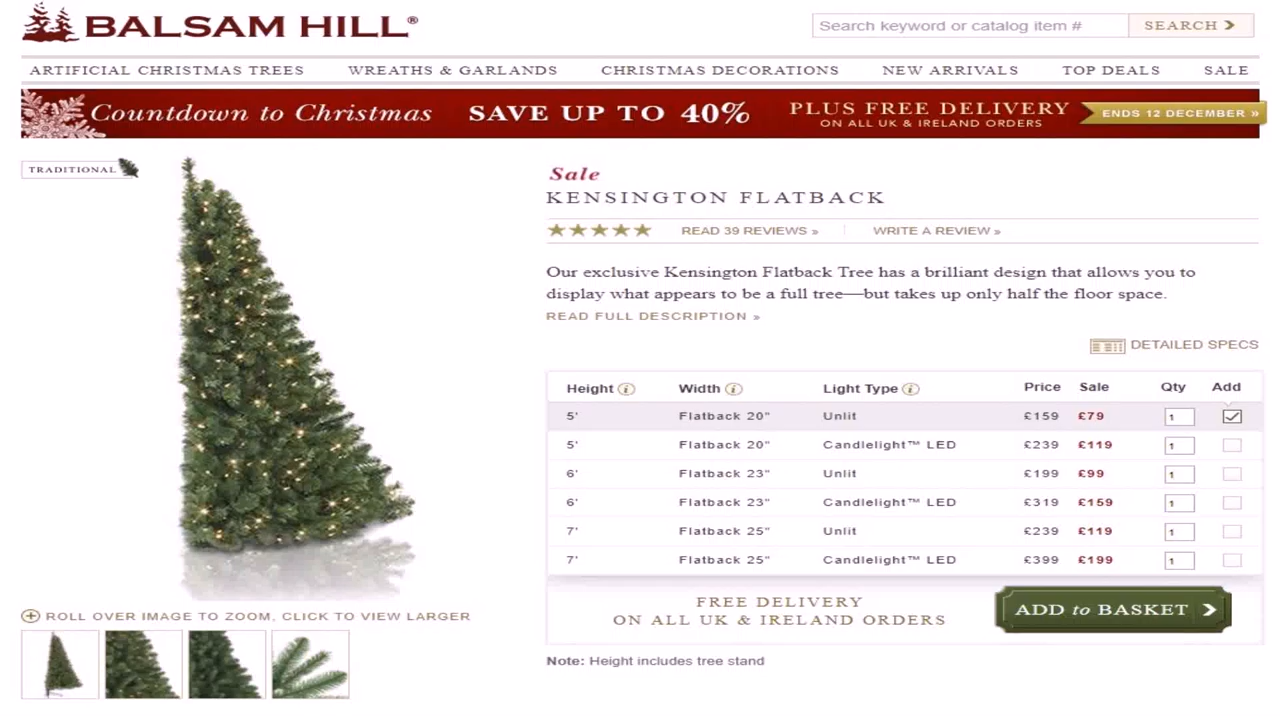 BALSAM HILL®
Search keyword or catalog item #
SEARCH
ARTIFICIAL CHRISTMAS TREES WREATHS & GARLANDS CHRISTMAS DECORATIONS NEW ARRIVALS TOP DEALS SALE
Countdown to Christmas SAVE UP TO 40% PLUS FREE DELIVERY
ON ALL UK & IRELAND ORDERS
ENDS 12 DECEMBER »
TRADITIONAL
Sale
KENSINGTON FLATBACK
READ 39 REVIEWS » WRITE A REVIEW »
Our exclusive Kensington Flatback Tree has a brilliant design that allows you to
display what appears to be a full tree—but takes up only half the floor space.
READ FULL DESCRIPTION »
DETAILED SPECS
Height i Width i Light Type i Price Sale Qty Add
5' Flatback 20" Unlit £159 £79 1
5' Flatback 20" Candlelight™ LED £239 £119 1
6' Flatback 23" Unlit £199 £99 1
6' Flatback 23" Candlelight™ LED £319 £159 1
7' Flatback 25" Unlit £239 £119 1
7' Flatback 25" Candlelight™ LED £399 £199 1
FREE DELIVERY
ON ALL UK & IRELAND ORDERS
ADD to BASKET
ROLL OVER IMAGE TO ZOOM, CLICK TO VIEW LARGER
Note: Height includes tree stand